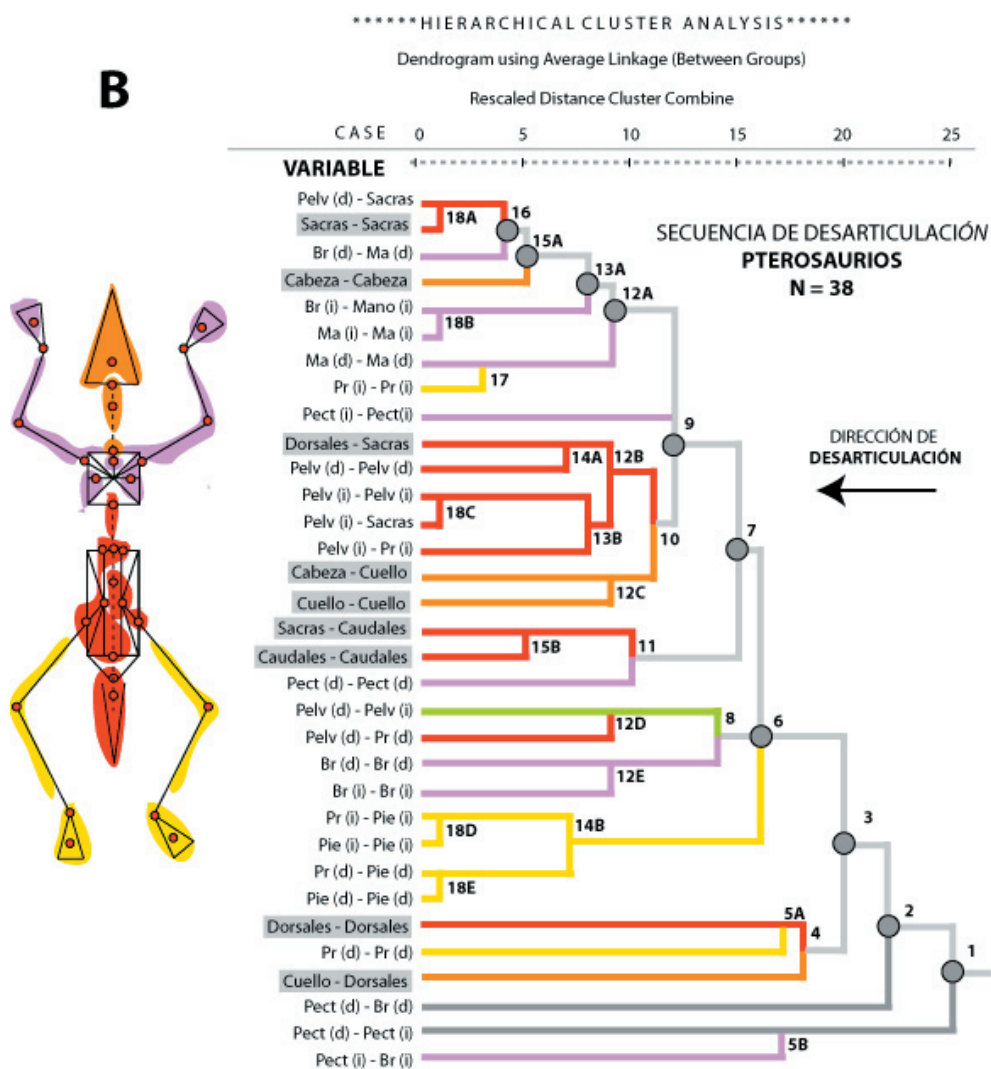 ******HIERARCHICAL CLUSTER ANALYSIS******
Dendrogram using Average Linkage (Between Groups)
B
Rescaled Distance Cluster Combine
CASE 0 5 10 15 20 25
VARIABLE
Pelv (d) - Sacras
18A
16
Sacras - Sacras
15A
SECUENCIA DE DESARTICULACIÓN
PTEROSAURIOS
N = 38
Br (d) - Ma (d)
13A
Cabeza - Cabeza
12A
Br (i) - Mano (i)
18B
Ma (i) - Ma (i)
Ma (d) - Ma (d)
17
Pr (i) - Pr (i)
Pect (i) - Pect(i)
9
Dorsales - Sacras
14A
12B
DIRECCIÓN DE
DESARTICULACIÓN
Pelv (d) - Pelv (d)
Pelv (i) - Pelv (i)
18C
Pelv (i) - Sacras
13B
10
7
Pelv (i) - Pr (i)
Cabeza - Cuello
12C
Cuello - Cuello
Sacras - Caudales
15B
11
Caudales - Caudales
Pect (d) - Pect (d)
Pelv (d) - Pelv (i)
12D
8
6
Pelv (d) - Pr (d)
Br (d) - Br (d)
12E
Br (i) - Br (i)
Pr (i) - Pie (i)
18D
14B
3
Pie (i) - Pie (i)
Pr (d) - Pie (d)
18E
Pie (d) - Pie (d)
Dorsales - Dorsales
5A
4
2
Pr (d) - Pr (d)
1
Cuello - Dorsales
Pect (d) - Br (d)
Pect (d) - Pect (i)
5B
Pect (i) - Br (i)